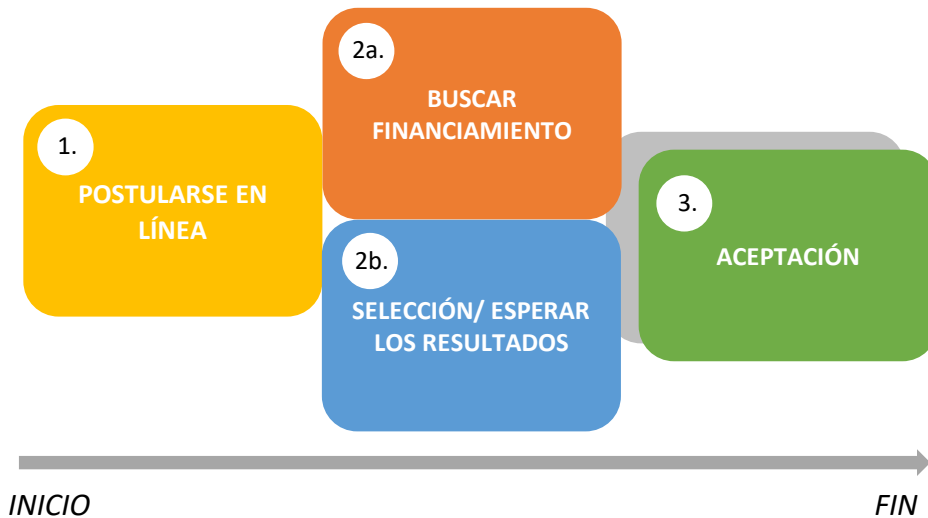 1.
POSTULARSE EN
LÍNEA
2a.
BUSCAR
FINANCIAMIENTO
2b.
SELECCIÓN/ ESPERAR
LOS RESULTADOS
3.
ACEPTACIÓN
INICIO
FIN